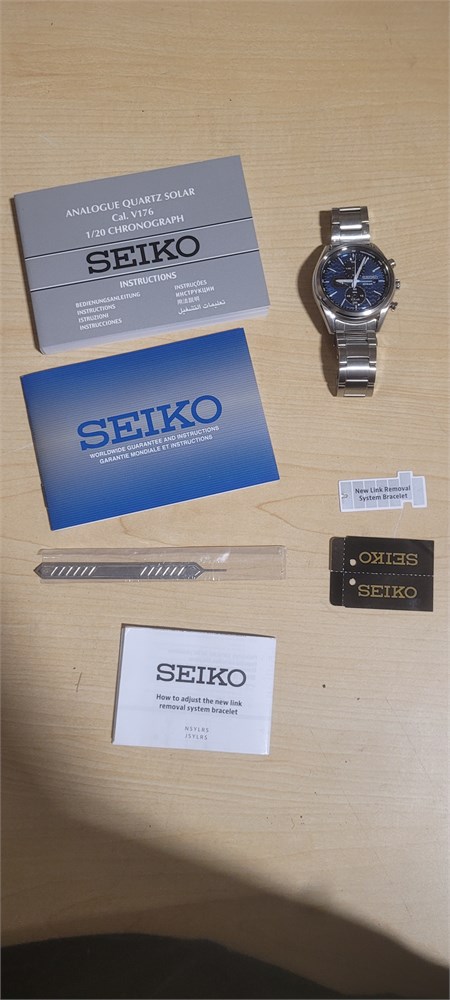 ANALOGUE QUARTZ SOLAR
Cal. V176
1/20 CHRONOGRAPH
SEIKO
INSTRUCTIONS
BEDIENUNGSANLEITUNG
INSTRUCTIONS
ISTRUZIONI
INSTRUCCIONES
INSTRUÇÕES
ИНСТРУКЦИИ
用法説明
تعليمات التشغيل
SEIKO
WORLDWIDE GUARANTEE AND INSTRUCTIONS
GARANTIE MONDIALE ET INSTRUCTIONS
New Link Removal
System Bracelet
SEIKO
SEIKO
SEIKO
How to adjust the new link
removal system bracelet
NSYLRE
JSYLRE